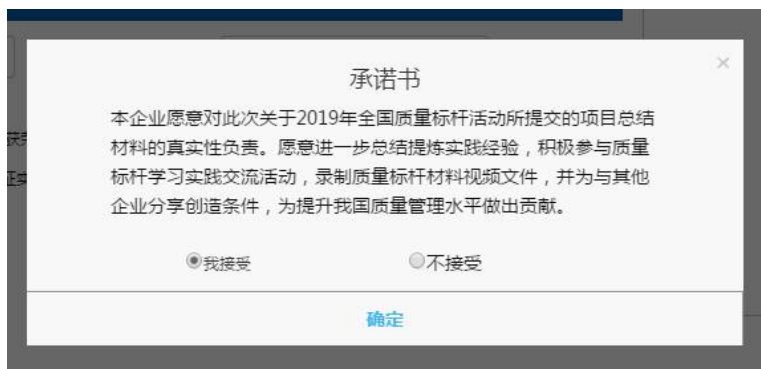 承诺书
本企业愿意对此次关于2019年全国质量标杆活动所提交的项目总结
材料的真实性负责。愿意进一步总结提炼实践经验，积极参与质量
标杆学习实践交流活动，录制质量标杆材料视频文件，并为与其他
企业分享创造条件，为提升我国质量管理水平做出贡献。
我接受
不接受
确定